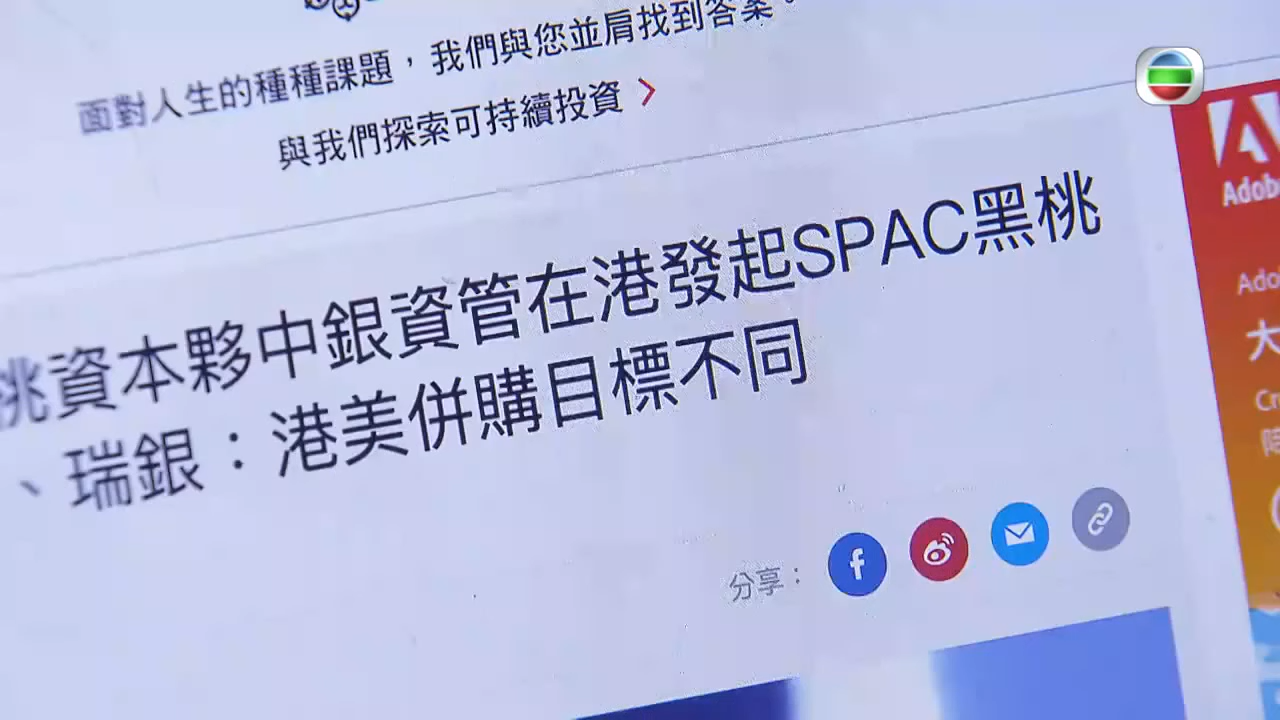 面對人生的種種課題，我們與您並肩找到答案。
與我們探索可持續投資
桃資本夥中銀資管在港發起SPAC黑桃
、瑞銀：港美併購目標不同
分享：
Adob
Ado
大
Cr